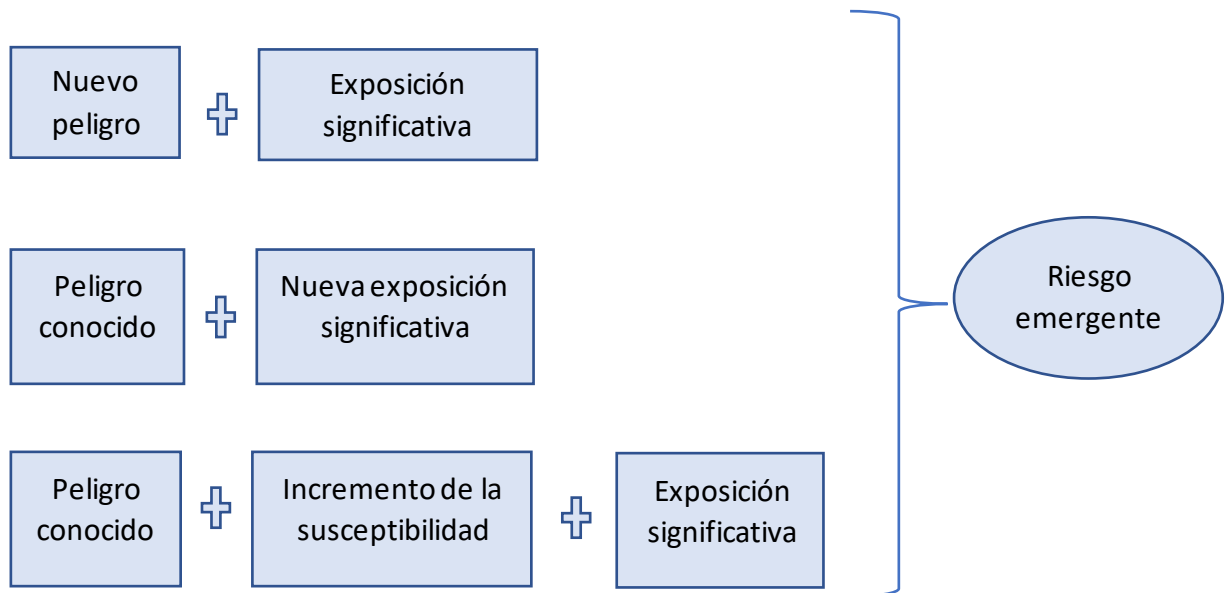 Nuevo
peligro
Exposición
significativa
Peligro
conocido
Nueva exposición
significativa
Peligro
conocido
Incremento de la
susceptibilidad
Exposición
significativa
Riesgo
emergente